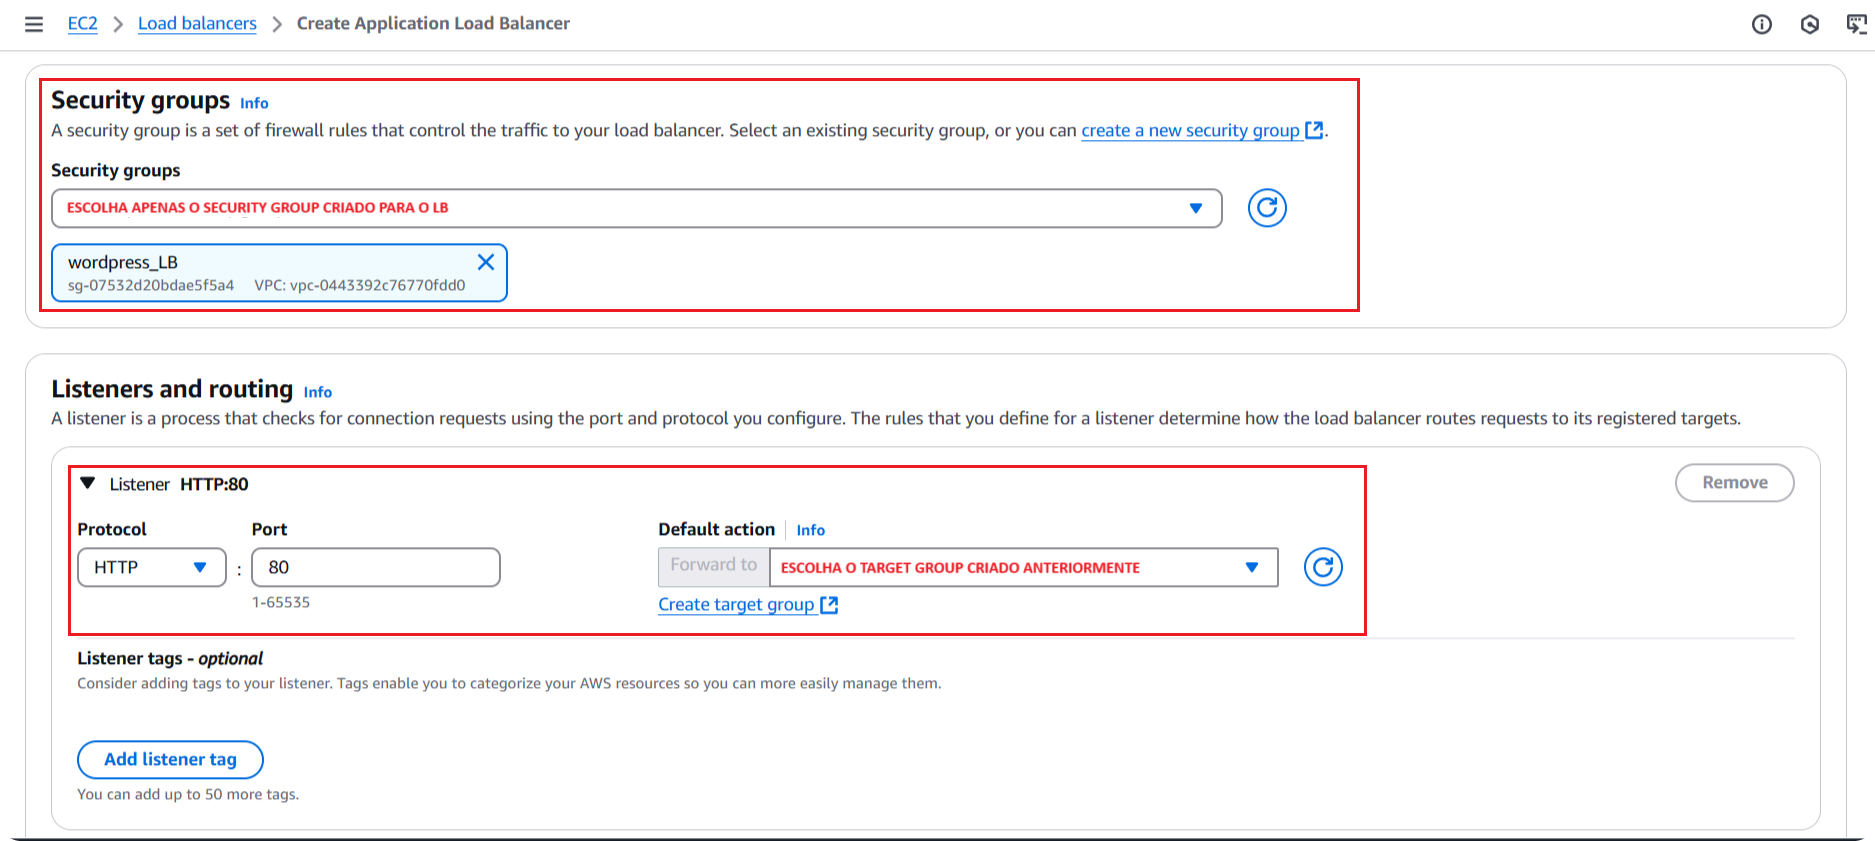 EC2 > Load balancers > Create Application Load Balancer
Security groups Info
A security group is a set of firewall rules that control the traffic to your load balancer. Select an existing security group, or you can create a new security group.
Security groups
ESCOLHA APENAS O SECURITY GROUP CRIADO PARA O LB
wordpress_LB
sg-07532d20bdae5f5a4 VPC: vpc-0443392c76770fdd0
Listeners and routing Info
A listener is a process that checks for connection requests using the port and protocol you configure. The rules that you define for a listener determine how the load balancer routes requests to its registered targets.
Listener HTTP:80
Remove
Protocol Port Default action Info
HTTP : 80 Forward to ESCOLHA O TARGET GROUP CRIADO ANTERIORMENTE
1-65535 Create target group
Listener tags - optional
Consider adding tags to your listener. Tags enable you to categorize your AWS resources so you can more easily manage them.
Add listener tag
You can add up to 50 more tags.